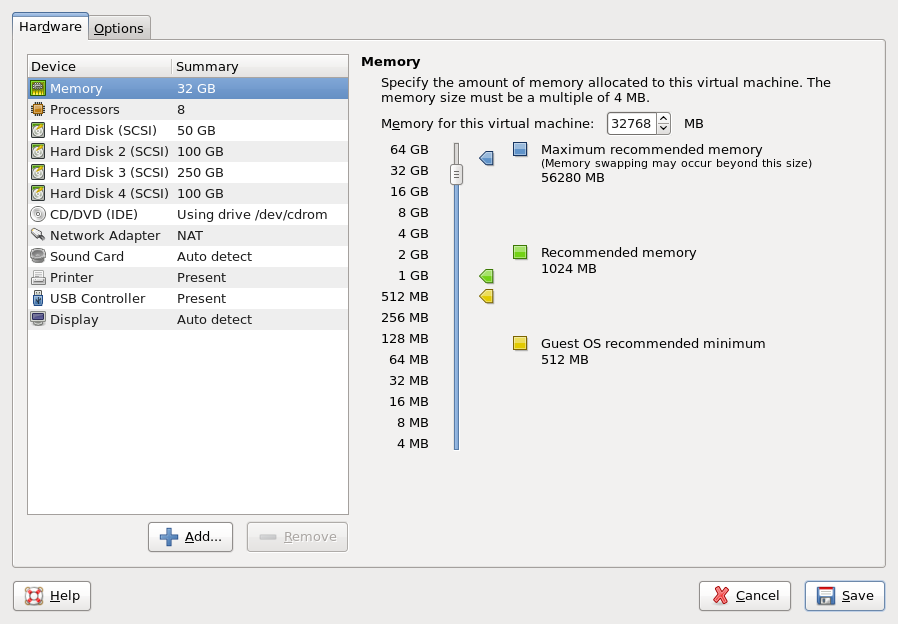 Hardware
Options
Device Summary
Memory 32 GB
Processors 8
Hard Disk (SCSI) 50 GB
Hard Disk 2 (SCSI) 100 GB
Hard Disk 3 (SCSI) 250 GB
Hard Disk 4 (SCSI) 100 GB
CD/DVD (IDE) Using drive /dev/cdrom
Network Adapter NAT
Sound Card Auto detect
Printer Present
USB Controller Present
Display Auto detect
Add...
Remove
Memory
Specify the amount of memory allocated to this virtual machine. The
memory size must be a multiple of 4 MB.
Memory for this virtual machine: 32768 MB
64 GB
32 GB
16 GB
8 GB
4 GB
2 GB
1 GB
512 MB
256 MB
128 MB
64 MB
32 MB
16 MB
8 MB
4 MB
Maximum recommended memory
(Memory swapping may occur beyond this size)
56280 MB
Recommended memory
1024 MB
Guest OS recommended minimum
512 MB
Help
Cancel
Save